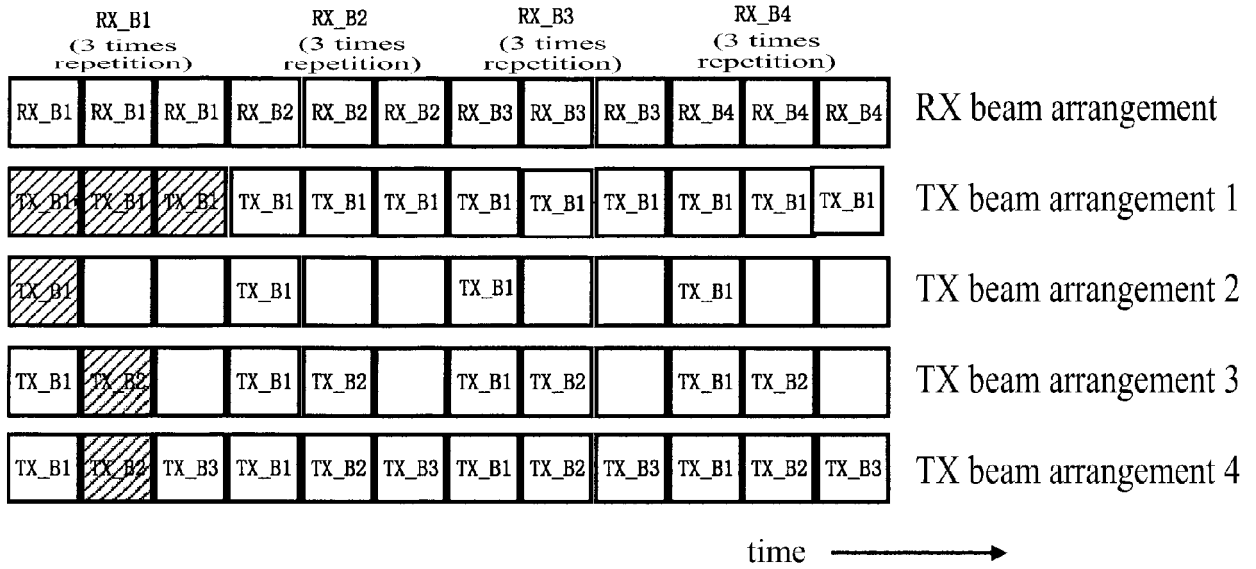 RX_B1 RX_B2 RX_B3 RX_B4
(3 times (3 times (3 times (3 times
repetition) repetition) repetition) repetition)
RX_B1 RX_B1 RX_B1 RX_B2 RX_B2 RX_B2 RX_B3 RX_B3 RX_B3 RX_B4 RX_B4 RX_B4 RX beam arrangement
TX_B1 TX_B1 TX_B1 TX_B1 TX_B1 TX_B1 TX_B1 TX_B1 TX_B1 TX_B1 TX_B1 TX_B1 TX beam arrangement 1
TX_B1 TX_B1 TX_B1 TX_B1 TX beam arrangement 2
TX_B1 TX_B2 TX_B1 TX_B2 TX_B1 TX_B2 TX_B1 TX_B2 TX beam arrangement 3
TX_B1 TX_B2 TX_B3 TX_B1 TX_B2 TX_B3 TX_B1 TX_B2 TX_B3 TX_B1 TX_B2 TX_B3 TX beam arrangement 4
time